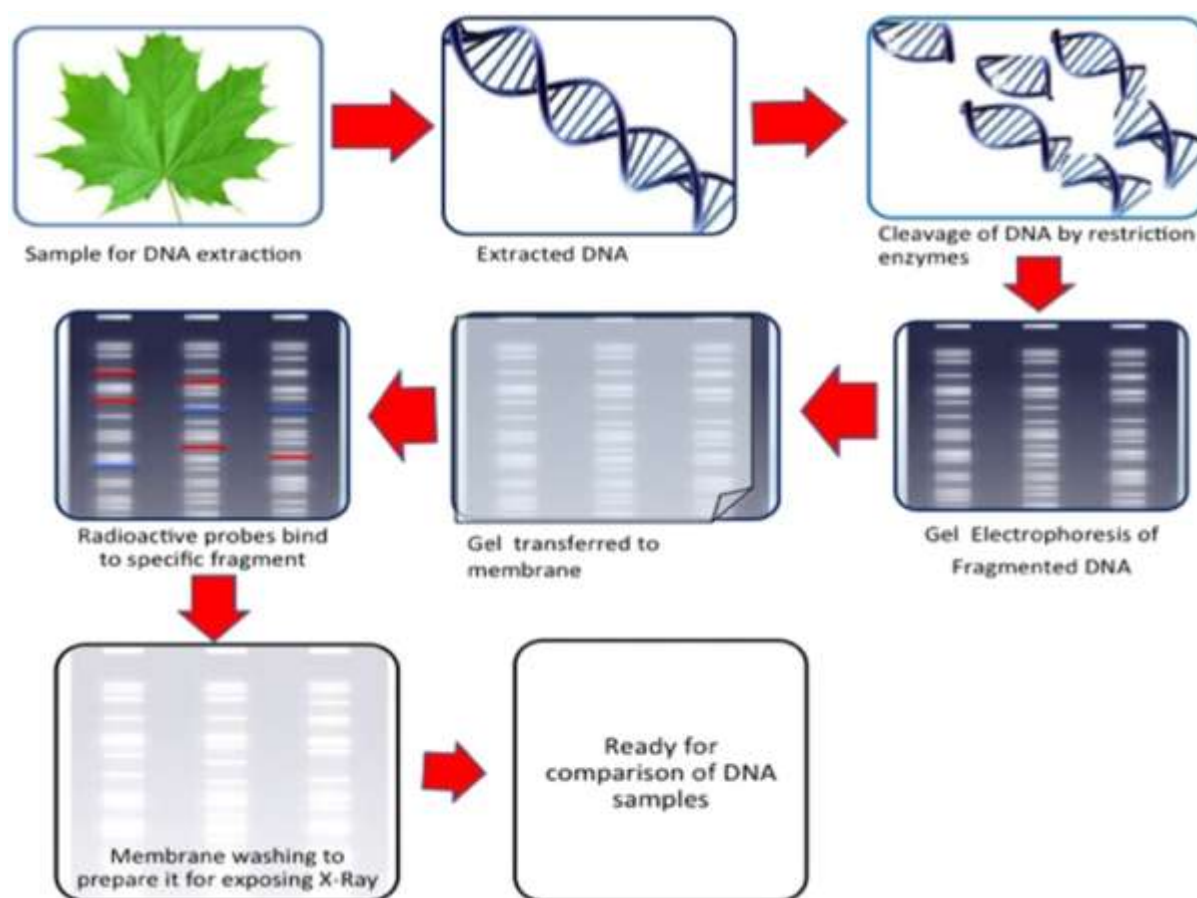 Sample for DNA extraction
Extracted DNA
Cleavage of DNA by restriction
enzymes
Gel Electrophoresis of
Fragmented DNA
Gel transferred to
membrane
Radioactive probes bind
to specific fragment
Membrane washing to
prepare it for exposing X-Ray
Ready for
comparison of DNA
samples